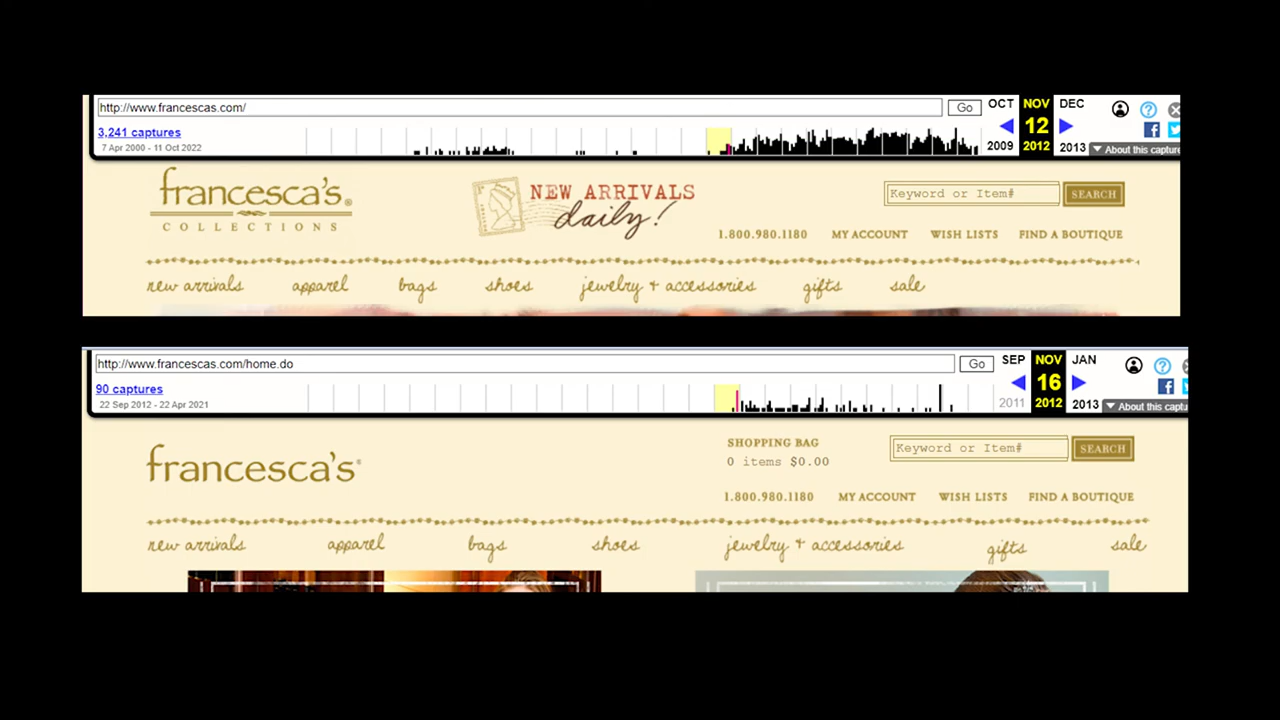 http://www.francescas.com/
Go
OCT NOV DEC
3,241 captures
12
7 Apr 2000 - 11 Oct 2022
2009 2012 2013
About this capture
francesca's®
COLLECTIONS
NEW ARRIVALS
daily!
Keyword or Item#
SEARCH
1.800.980.1180 MY ACCOUNT WISH LISTS FIND A BOUTIQUE
new arrivals apparel bags shoes jewelry + accessories gifts sale
http://www.francescas.com/home.do
Go
SEP NOV JAN
90 captures
16
22 Sep 2012 - 22 Apr 2021
2011 2012 2013
About this captu
francesca's®
SHOPPING BAG
0 items $0.00
Keyword or Item#
SEARCH
1.800.980.1180 MY ACCOUNT WISH LISTS FIND A BOUTIQUE
new arrivals apparel bags shoes jewelry + accessories gifts sale